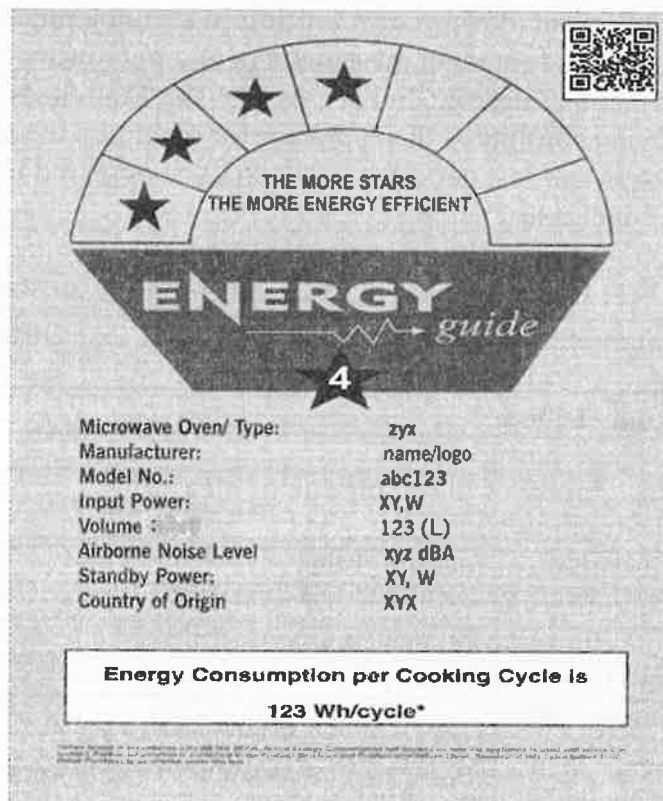 THE MORE STARS
THE MORE ENERGY EFFICIENT
ENERGY
guide
4
Microwave Oven/ Type: zyx
Manufacturer: name/logo
Model No.: abc123
Input Power: XY,W
Volume : 123 (L)
Airborne Noise Level xyz dBA
Standby Power: XY, W
Country of Origin XYX
Energy Consumption per Cooking Cycle is
123 Wh/cycle*